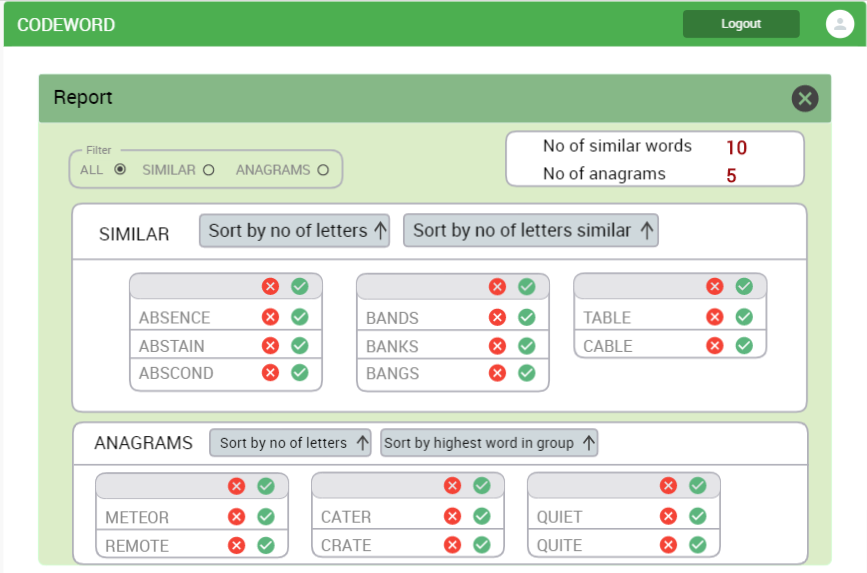 CODEWORD Logout
Report
Filter
ALL SIMILAR ANAGRAMS
No of similar words 10
No of anagrams 5
SIMILAR Sort by no of letters Sort by no of letters similar
ABSENCE BANDS TABLE
ABSTAIN BANKS CABLE
ABSCOND BANGS
ANAGRAMS Sort by no of letters Sort by highest word in group
METEOR CATER QUIET
REMOTE CRATE QUITE